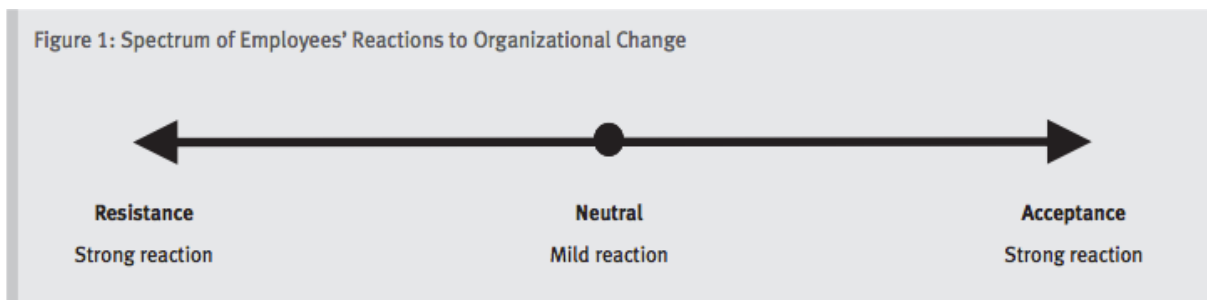 Figure 1: Spectrum of Employees’ Reactions to Organizational Change
Resistance Neutral Acceptance
Strong reaction Mild reaction Strong reaction